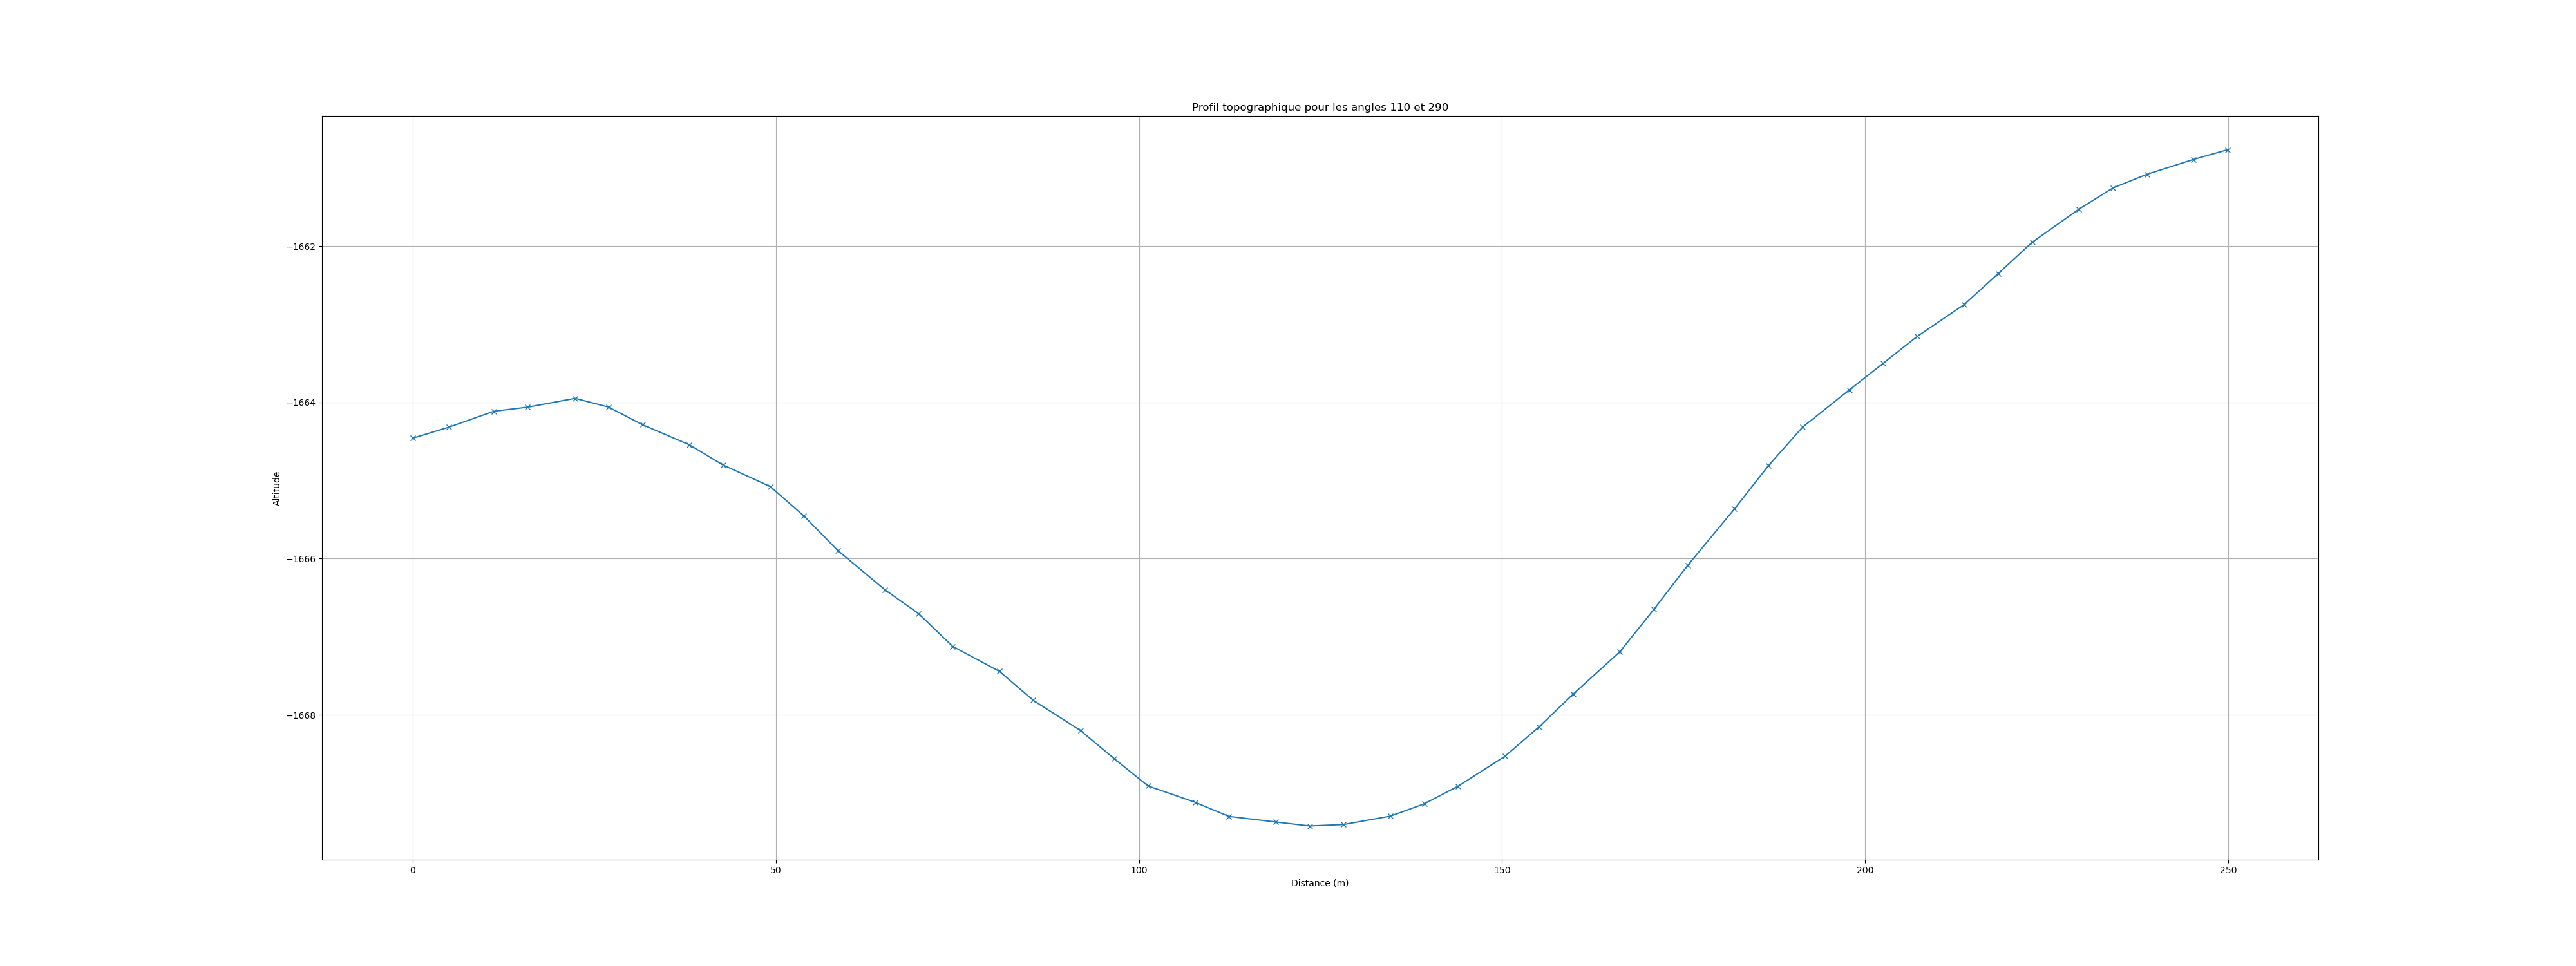 Profil topographique pour les angles 110 et 290
−1662
−1664
−1666
−1668
Altitude
0 50 100 150 200 250
Distance (m)